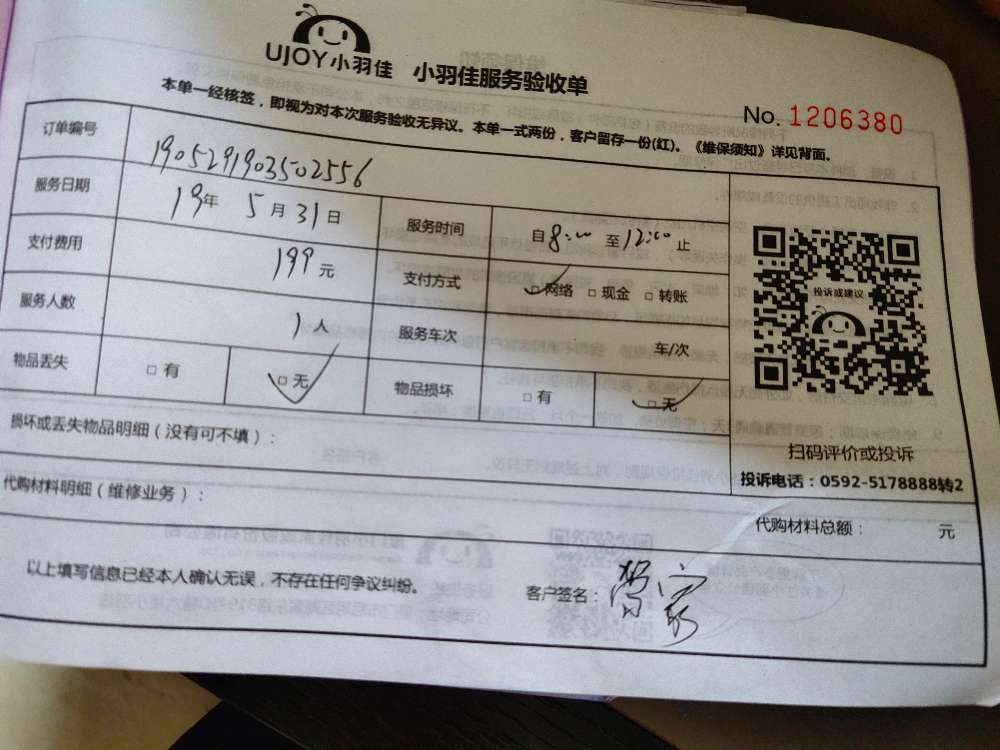 UJOY小羽佳 小羽佳服务验收单
No. 1206380
本单一经核签，即视为对本次服务验收无异议。本单一式两份，客户留存一份(红)。《维保须知》详见背面。
订单编号 1905291903502556
服务日期 19年 5月31日 服务时间 自8:00至12:00止
支付费用 199元 支付方式 □网络 □现金 □转账
服务人数 1人 服务车次 车/次
物品丢失 □有 □无 物品损坏 □有 □无
投诉或建议
扫码评价或投诉
投诉电话：0592-5178888转2
损坏或丢失物品明细（没有可不填）：
代购材料明细（维修业务）：
代购材料总额： 元
以上填写信息已经本人确认无误，不存在任何争议纠纷。
客户签名：